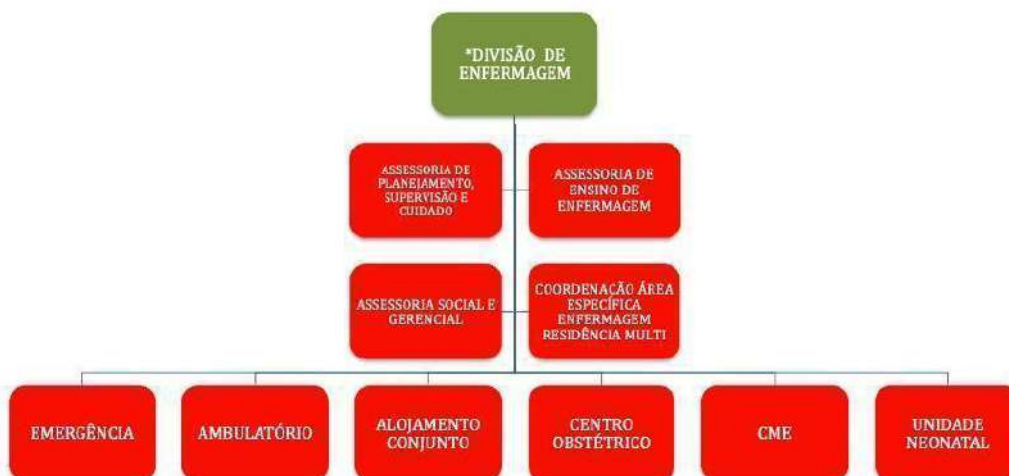 *DIVISÃO DE
ENFERMAGEM
ASSESSORIA DE
PLANEJAMENTO,
SUPERVISÃO E
CUIDADO
ASSESSORIA DE
ENSINO DE
ENFERMAGEM
ASSESSORIA SOCIAL E
GERENCIAL
COORDENAÇÃO ÁREA
ESPECÍFICA
ENFERMAGEM
RESIDÊNCIA MULTI
EMERGÊNCIA
AMBULATÓRIO
ALOJAMENTO
CONJUNTO
CENTRO
OBSTÉTRICO
CME
UNIDADE
NEONATAL